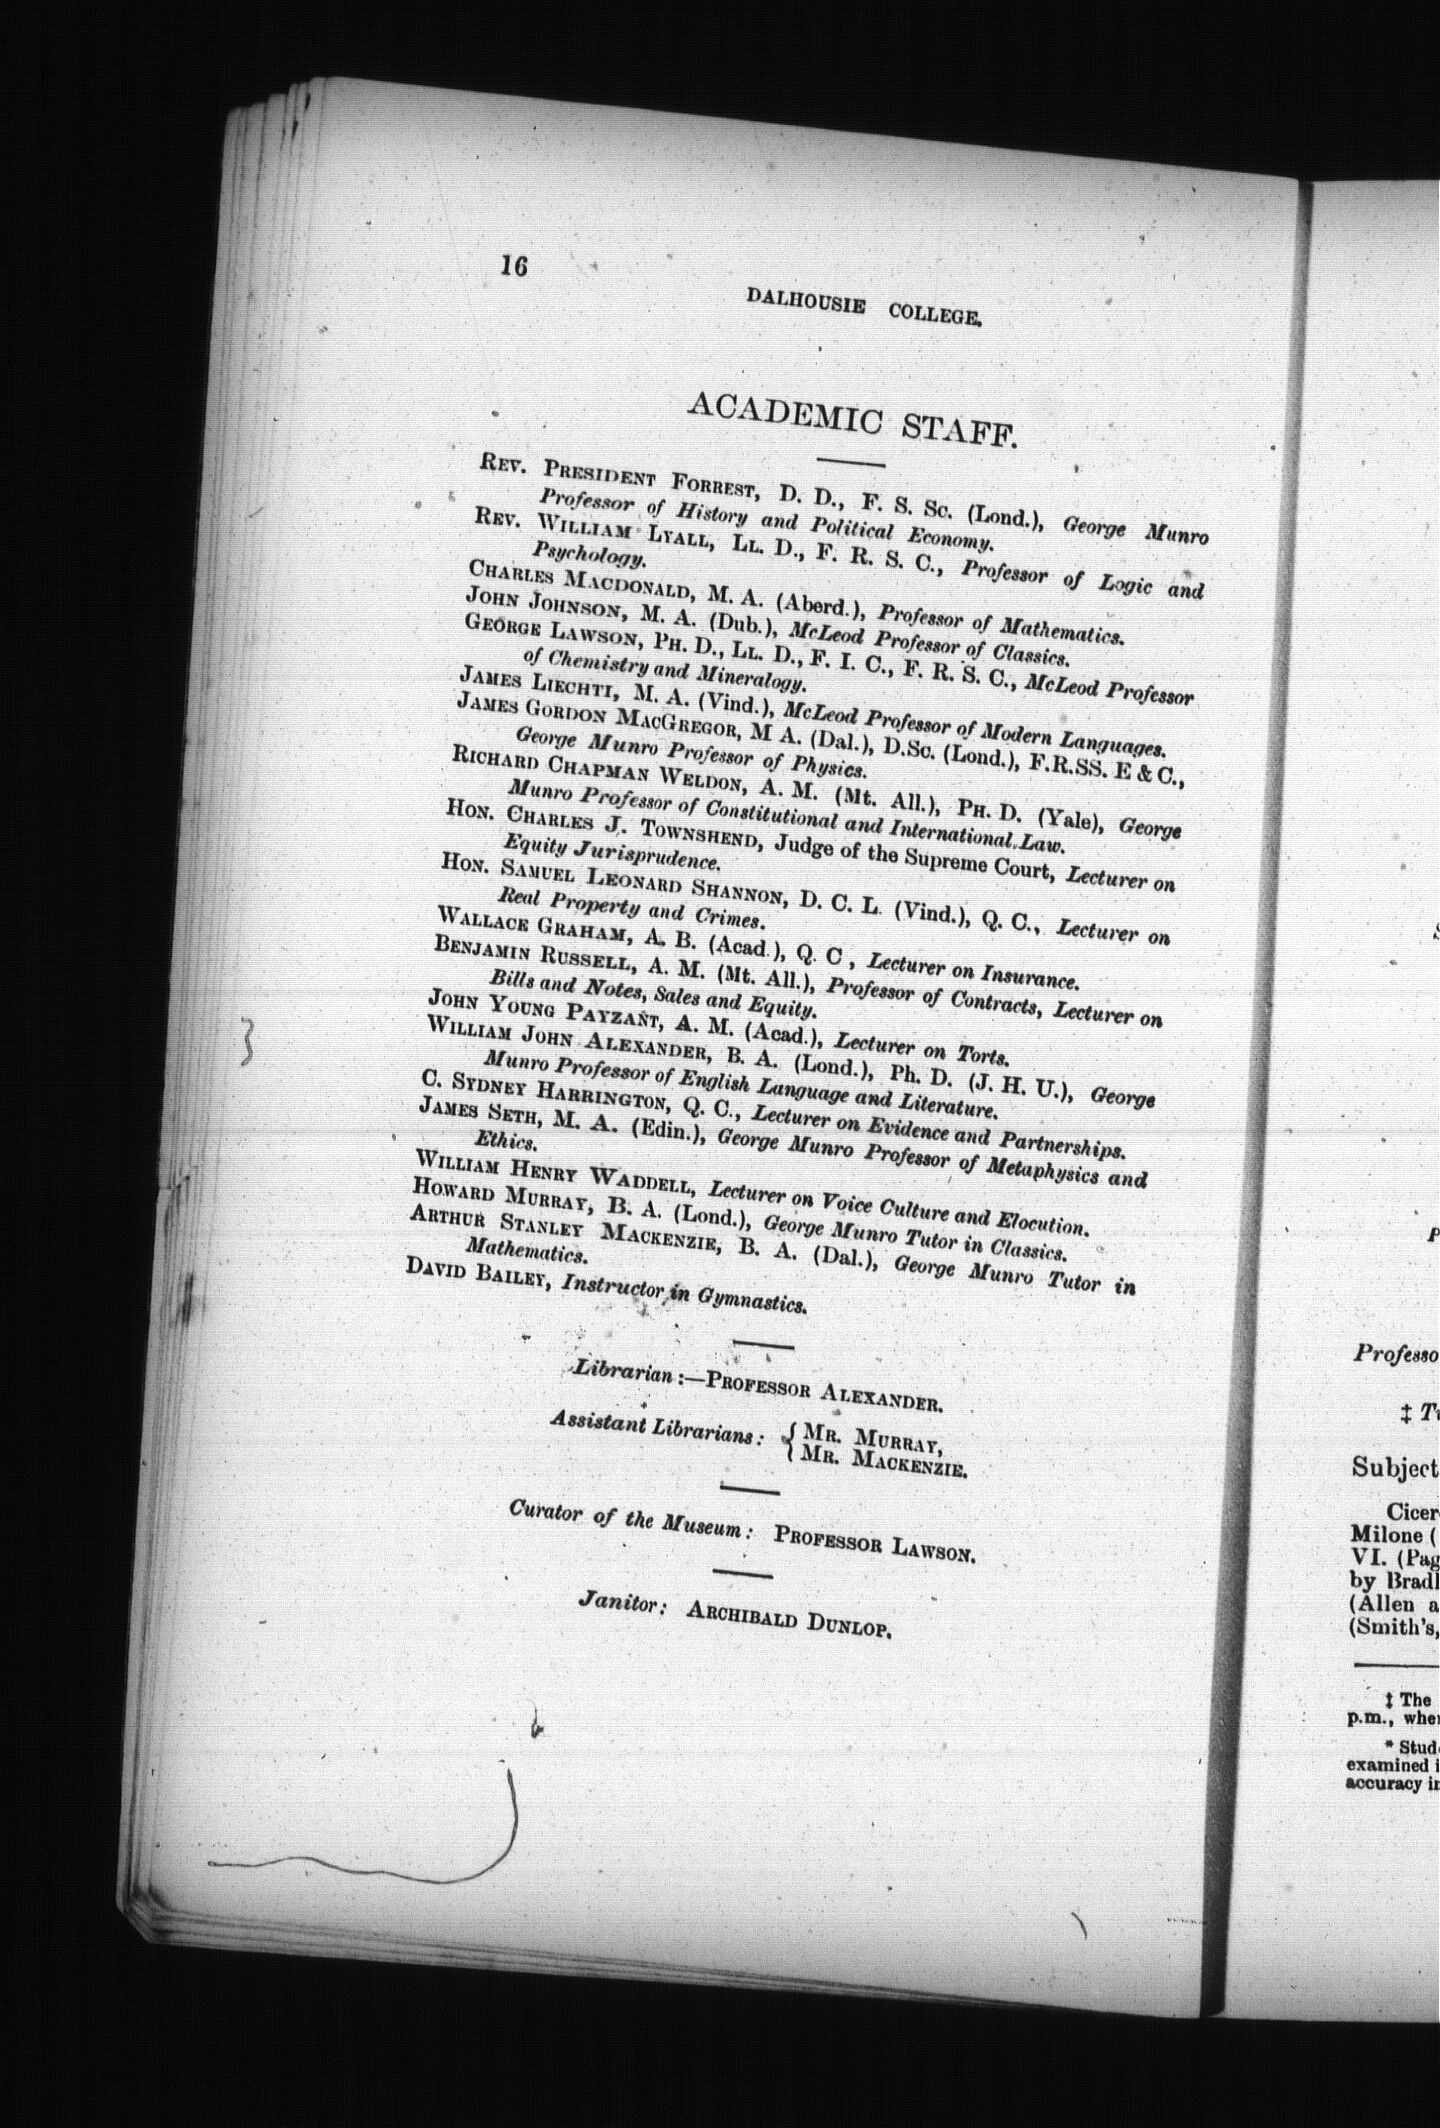 16
DALHOUSIE COLLEGE.
ACADEMIC STAFF.
REV. PRESIDENT FORREST, D. D., F. S. Sc. (Lond.), George Munro
Professor of History and Political Economy.
REV. WILLIAM LYALL, LL. D., F. R. S. C., Professor of Logic and
Psychology.
CHARLES MACDONALD, M. A. (Aberd.), Professor of Mathematics.
JOHN JOHNSON, M. A. (Dub.), McLeod Professor of Classics.
GEORGE LAWSON, PH. D., LL. D., F. I. C., F. R. S. C., McLeod Professor
of Chemistry and Mineralogy.
JAMES LIECHTI, M. A. (Vind.), McLeod Professor of Modern Languages.
JAMES GORDON MACGREGOR, M A. (Dal.), D.Sc. (Lond.), F.R.SS. E & C.,
George Munro Professor of Physics.
RICHARD CHAPMAN WELDON, A. M. (Mt. All.), PH. D. (Yale), George
Munro Professor of Constitutional and International Law.
HON. CHARLES J. TOWNSHEND, Judge of the Supreme Court, Lecturer on
Equity Jurisprudence.
HON. SAMUEL LEONARD SHANNON, D. C. L. (Vind.), Q. C., Lecturer on
Real Property and Crimes.
WALLACE GRAHAM, A. B. (Acad.), Q. C , Lecturer on Insurance.
BENJAMIN RUSSELL, A. M. (Mt. All.), Professor of Contracts, Lecturer on
Bills and Notes, Sales and Equity.
JOHN YOUNG PAYZANT, A. M. (Acad.), Lecturer on Torts.
WILLIAM JOHN ALEXANDER, B. A. (Lond.), Ph. D. (J. H. U.), George
Munro Professor of English Language and Literature.
C. SYDNEY HARRINGTON, Q. C., Lecturer on Evidence and Partnerships.
JAMES SETH, M. A. (Edin.), George Munro Professor of Metaphysics and
Ethics.
WILLIAM HENRY WADDELL, Lecturer on Voice Culture and Elocution.
HOWARD MURRAY, B. A. (Lond.), George Munro Tutor in Classics.
ARTHUR STANLEY MACKENZIE, B. A. (Dal.), George Munro Tutor in
Mathematics.
DAVID BAILEY, Instructor in Gymnastics.
Librarian :—PROFESSOR ALEXANDER.
Assistant Librarians : { MR. MURRAY,
{ MR. MACKENZIE.
Curator of the Museum : PROFESSOR LAWSON.
Janitor : ARCHIBALD DUNLOP.
Professo
‡
Subject
Cicer
Milone (
VI. (Pag
by Bradl
(Allen a
(Smith's,
‡ The
p.m., when
* Stud
examined i
accuracy in